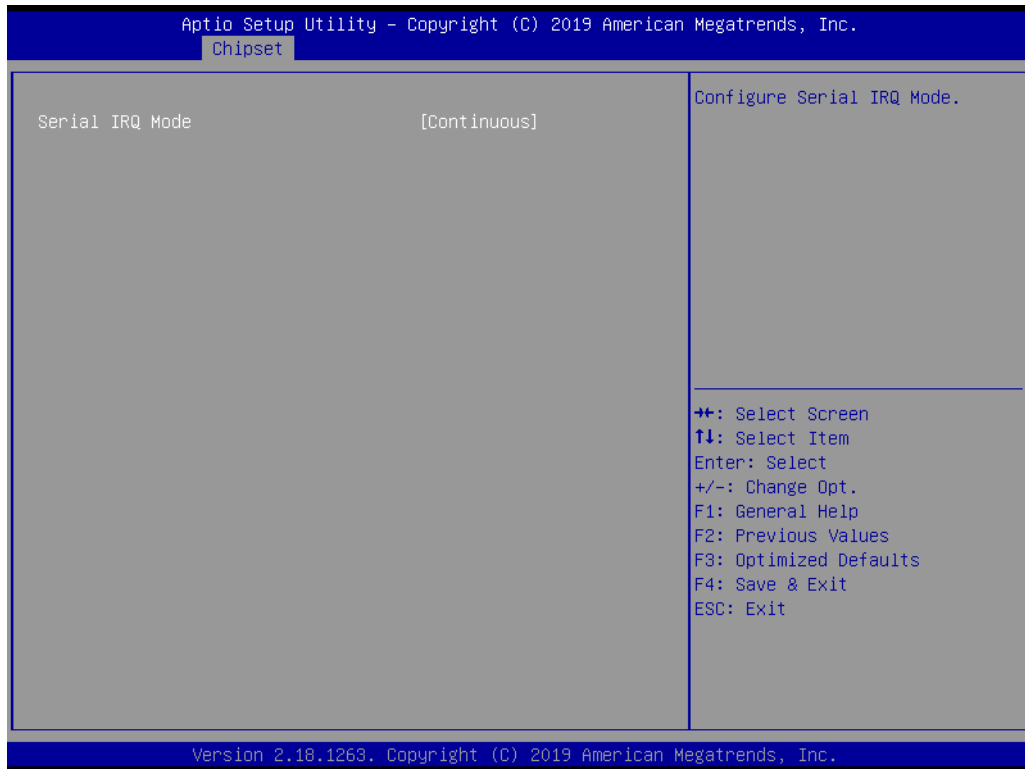 Aptio Setup Utility – Copyright (C) 2019 American Megatrends, Inc.
Chipset
Serial IRQ Mode [Continuous]
Configure Serial IRQ Mode.
→←: Select Screen
↑↓: Select Item
Enter: Select
+/-: Change Opt.
F1: General Help
F2: Previous Values
F3: Optimized Defaults
F4: Save & Exit
ESC: Exit
Version 2.18.1263. Copyright (C) 2019 American Megatrends, Inc.